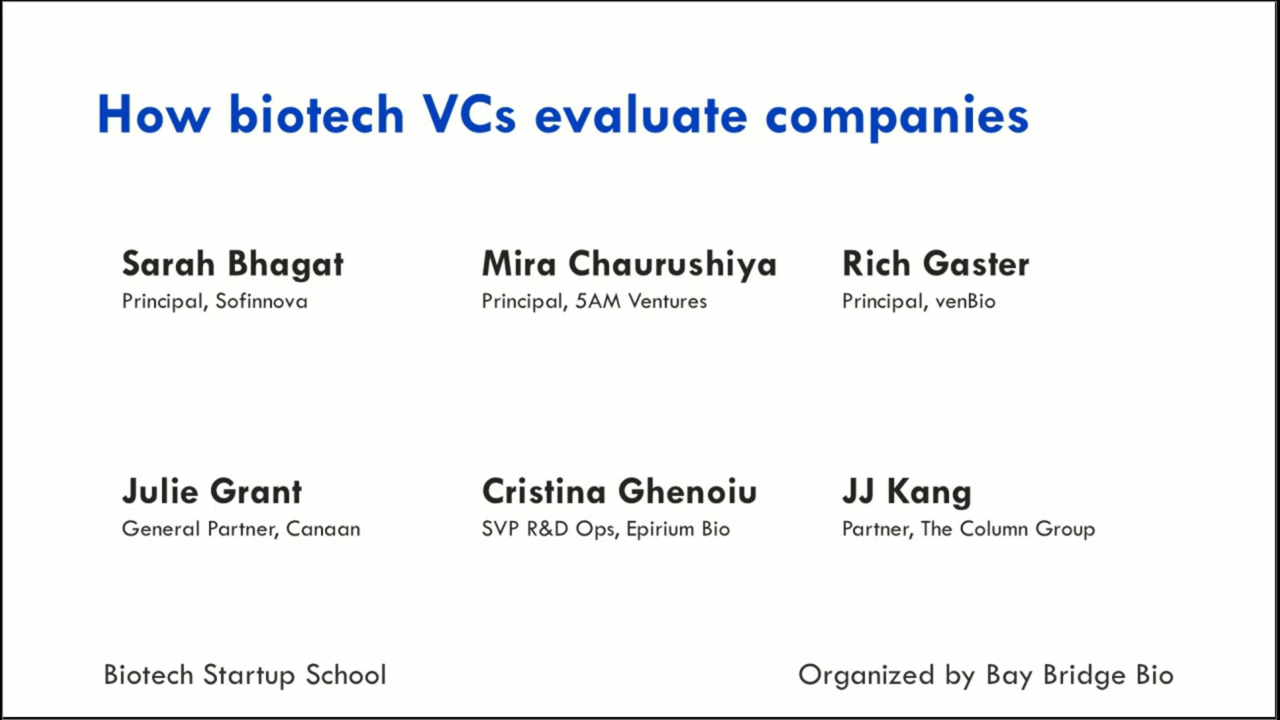 How biotech VCs evaluate companies
Sarah Bhagat
Principal, Sofinnova
Mira Chaurushiya
Principal, 5AM Ventures
Rich Gaster
Principal, venBio
Julie Grant
General Partner, Canaan
Cristina Ghenoiu
SVP R&D Ops, Epirium Bio
JJ Kang
Partner, The Column Group
Biotech Startup School
Organized by Bay Bridge Bio